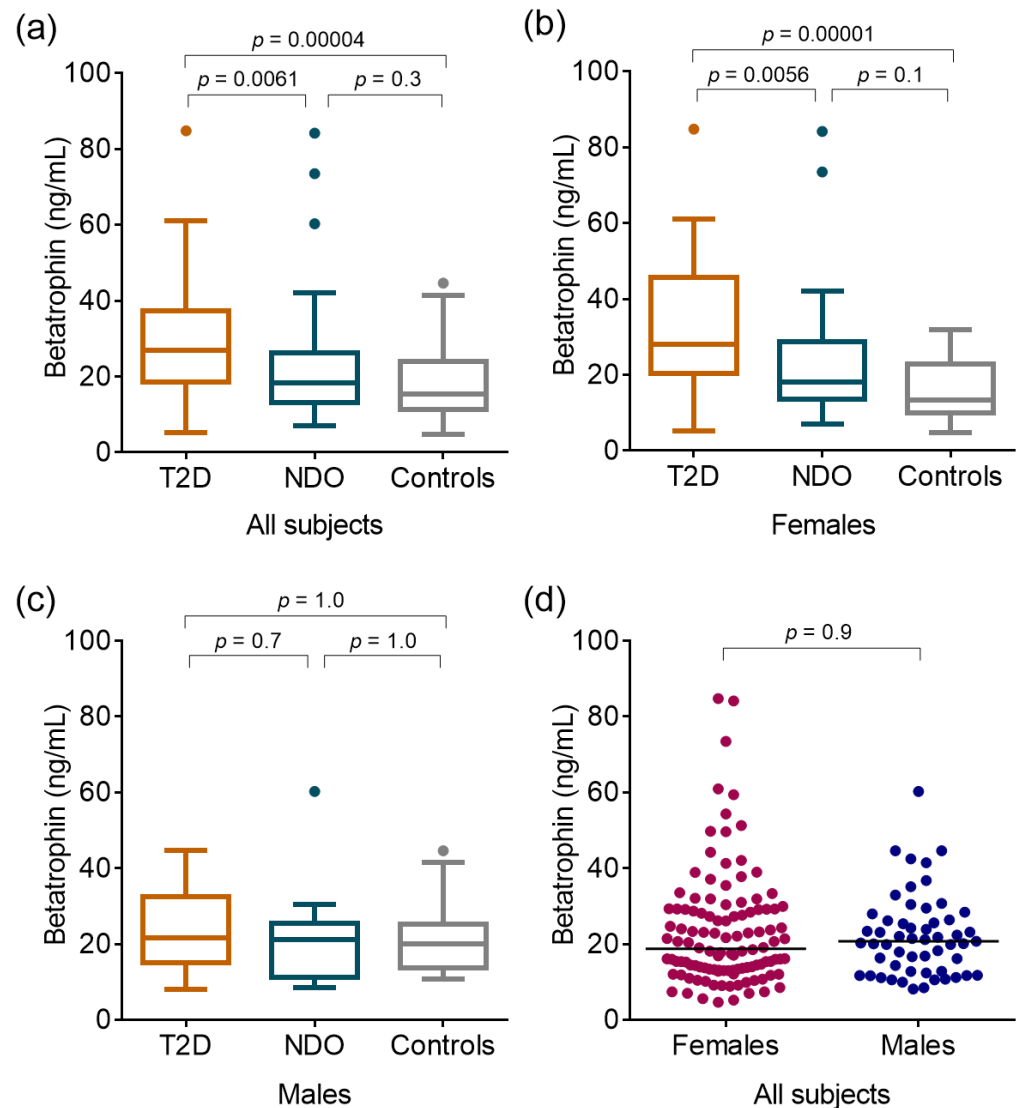 (a)
p = 0.00004
p = 0.0061
p = 0.3
100
80
60
40
20
0
Betatrophin (ng/mL)
T2D
NDO
Controls
All subjects
(b)
p = 0.00001
p = 0.0056
p = 0.1
100
80
60
40
20
0
Betatrophin (ng/mL)
T2D
NDO
Controls
Females
(c)
p = 1.0
p = 0.7
p = 1.0
100
80
60
40
20
0
Betatrophin (ng/mL)
T2D
NDO
Controls
Males
(d)
p = 0.9
100
80
60
40
20
0
Betatrophin (ng/mL)
Females
Males
All subjects